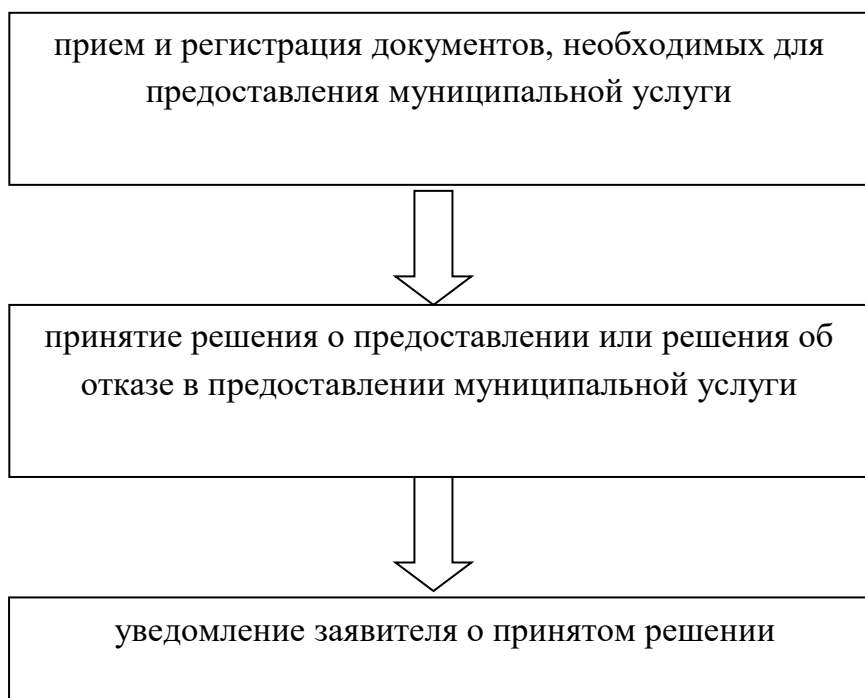 прием и регистрация документов, необходимых для
предоставления муниципальной услуги
принятие решения о предоставлении или решения об
отказе в предоставлении муниципальной услуги
уведомление заявителя о принятом решении